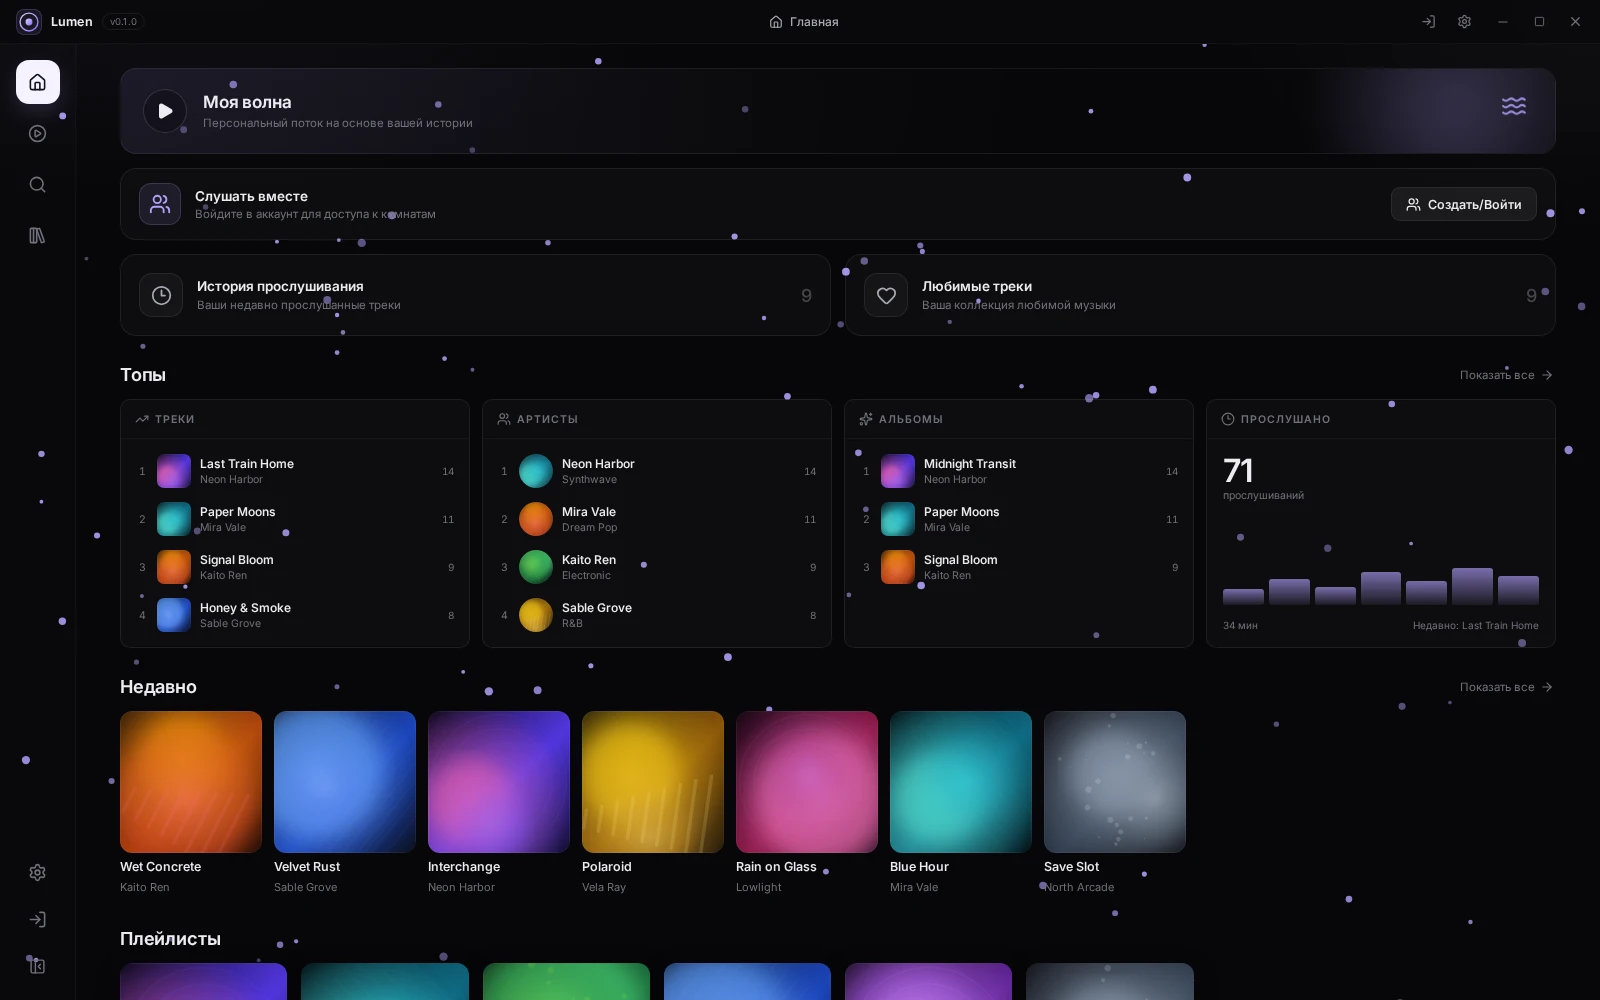 Lumen v0.1.0
Главная
Моя волна
Персональный поток на основе вашей истории
Слушать вместе
Войдите в аккаунт для доступа к комнатам
Создать/Войти
История прослушивания
Ваши недавно прослушанные треки
9
Любимые треки
Ваша коллекция любимой музыки
9
Топы
Показать все
ТРЕКИ
1 Last Train Home 14
Neon Harbor
2 Paper Moons 11
Mira Vale
3 Signal Bloom 9
Kaito Ren
4 Honey & Smoke 8
Sable Grove
АРТИСТЫ
1 Neon Harbor 14
Synthwave
2 Mira Vale 11
Dream Pop
3 Kaito Ren 9
Electronic
4 Sable Grove 8
R&B
АЛЬБОМЫ
1 Midnight Transit 14
Neon Harbor
2 Paper Moons 11
Mira Vale
3 Signal Bloom 9
Kaito Ren
ПРОСЛУШАНО
71
прослушиваний
34 мин
Недавно: Last Train Home
Недавно
Показать все
Wet Concrete
Kaito Ren
Velvet Rust
Sable Grove
Interchange
Neon Harbor
Polaroid
Vela Ray
Rain on Glass
Lowlight
Blue Hour
Mira Vale
Save Slot
North Arcade
Плейлисты